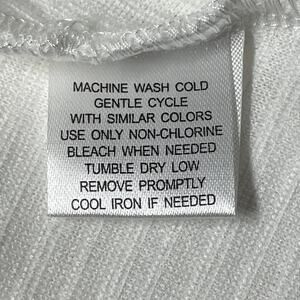 MACHINE WASH COLD
GENTLE CYCLE
WITH SIMILAR COLORS
USE ONLY NON-CHLORINE
BLEACH WHEN NEEDED
TUMBLE DRY LOW
REMOVE PROMPTLY
COOL IRON IF NEEDED